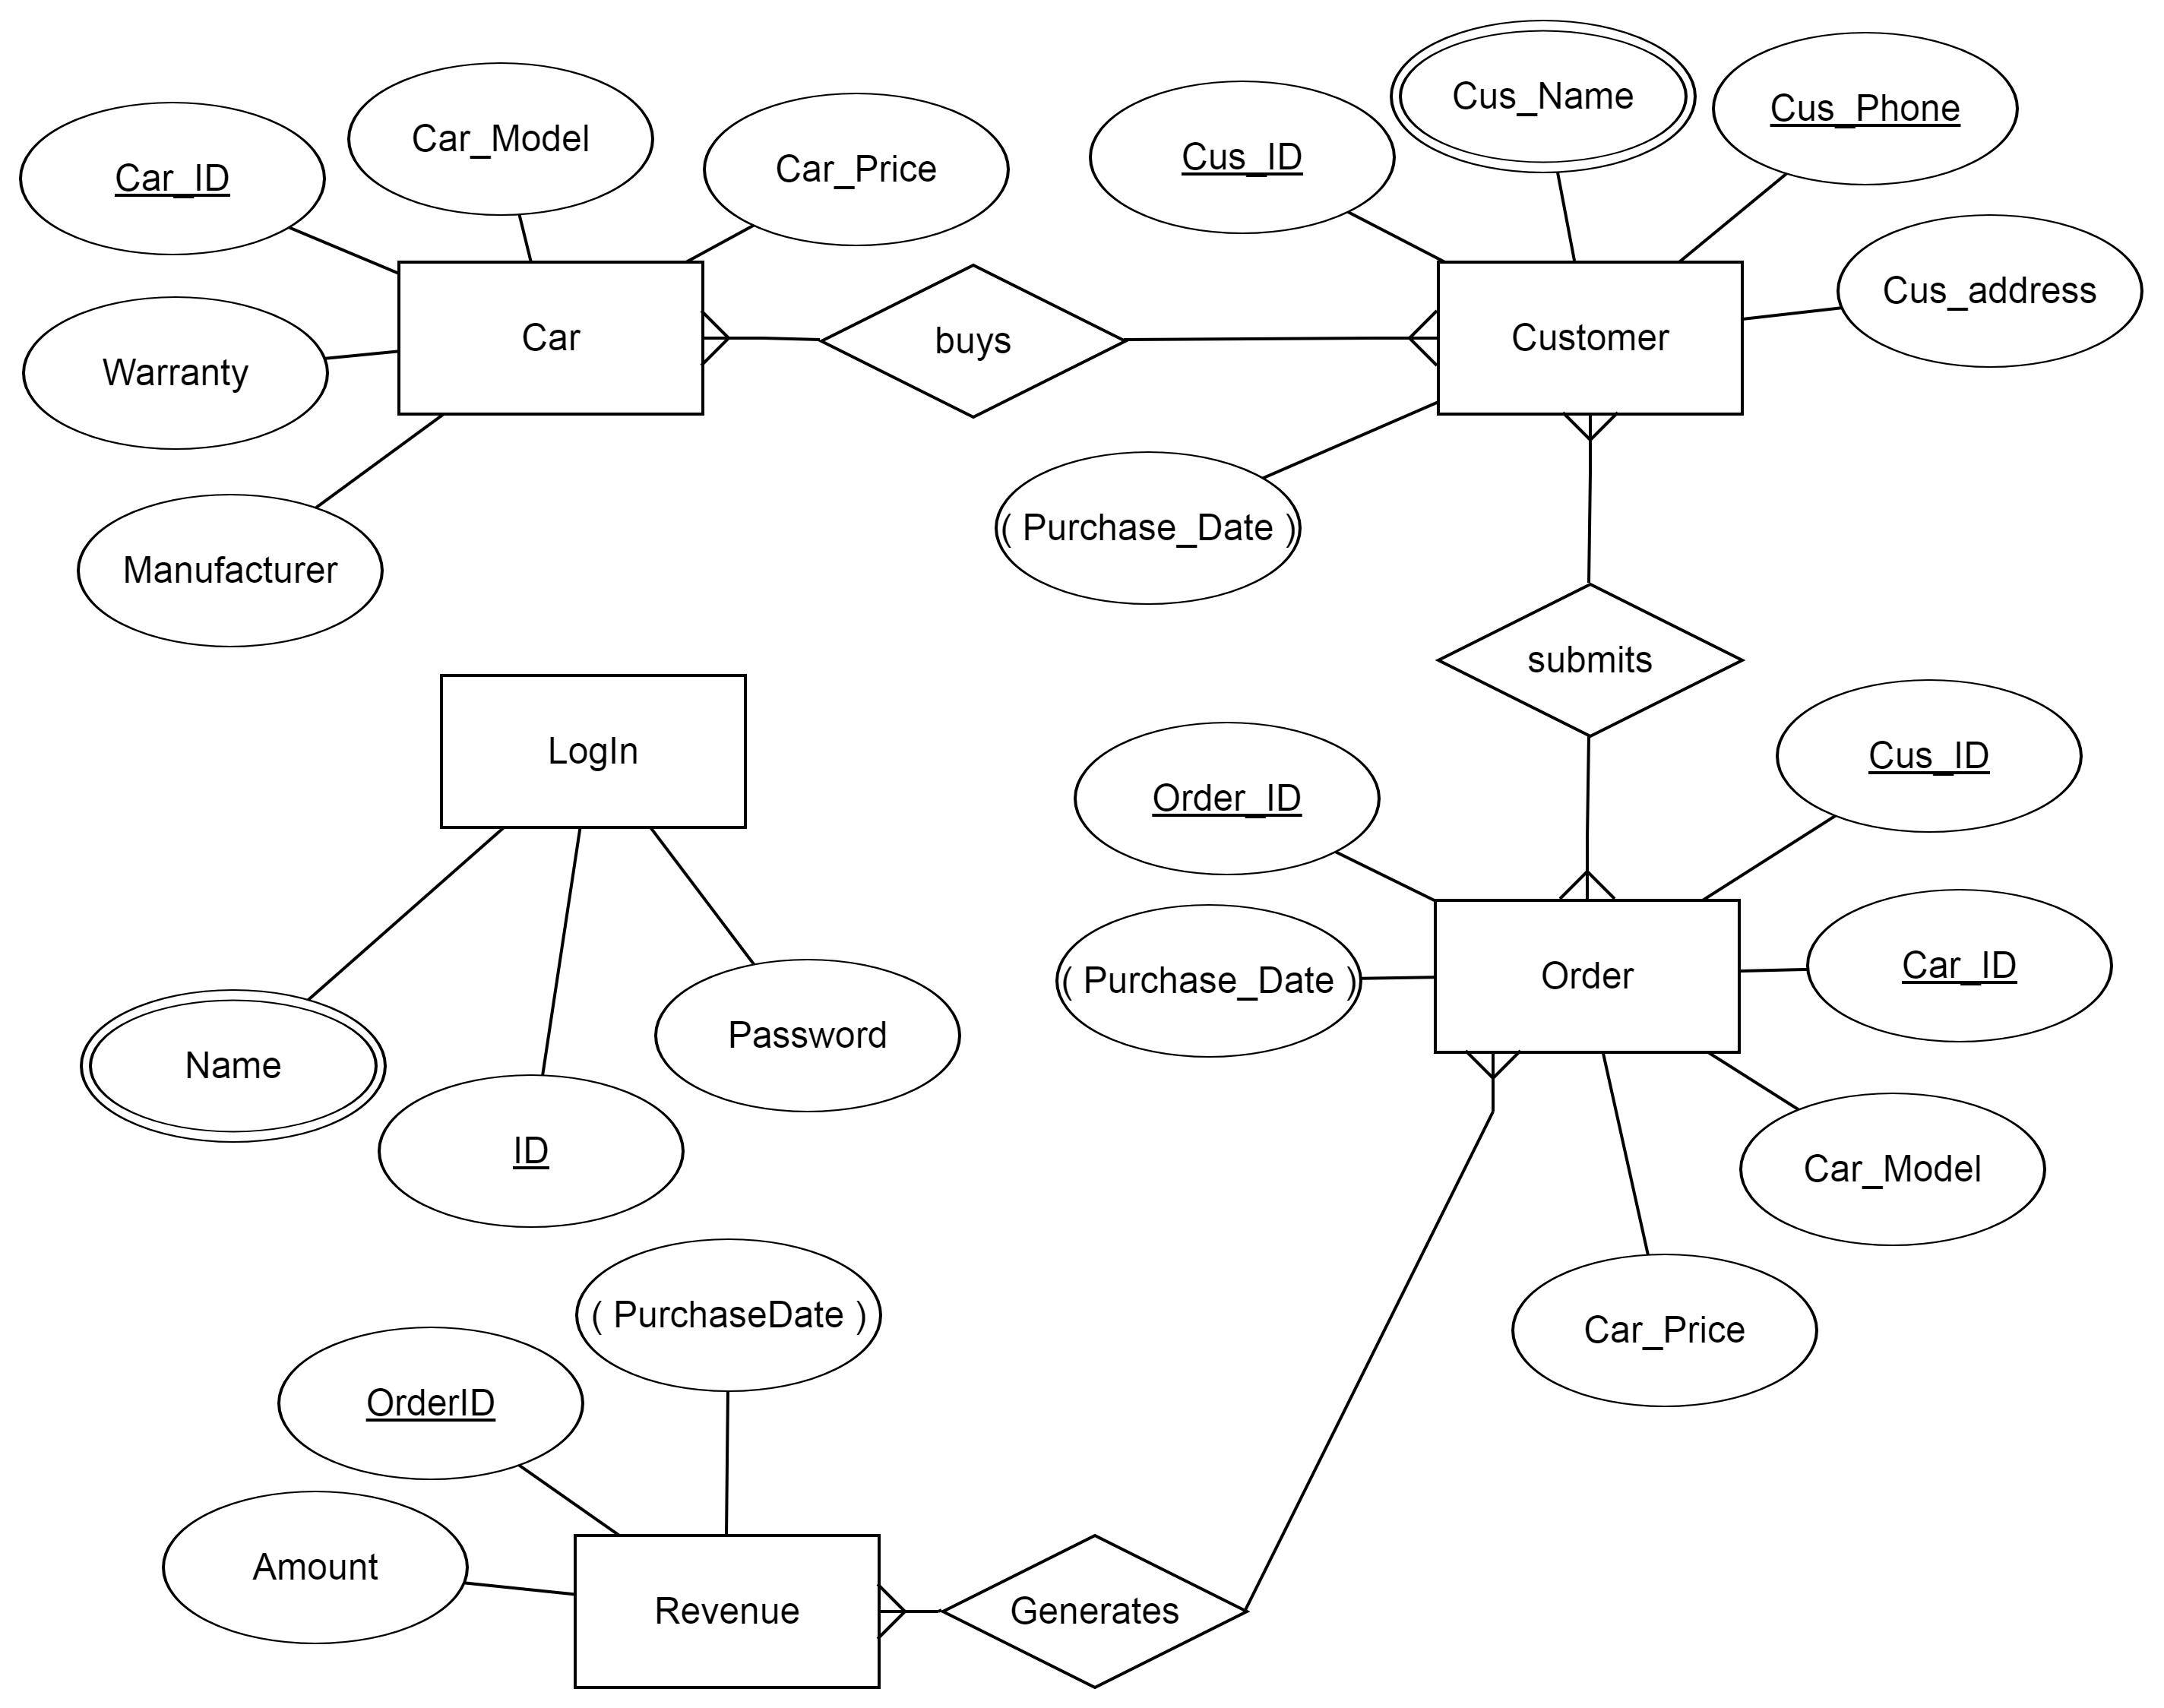 Car_ID
Car_Model
Car_Price
Cus_ID
Cus_Name
Cus_Phone
Cus_address
Car
buys
Customer
Warranty
Manufacturer
( Purchase_Date )
submits
LogIn
Order_ID
Cus_ID
( Purchase_Date )
Order
Car_ID
Name
ID
Password
Car_Model
Car_Price
( PurchaseDate )
OrderID
Amount
Revenue
Generates